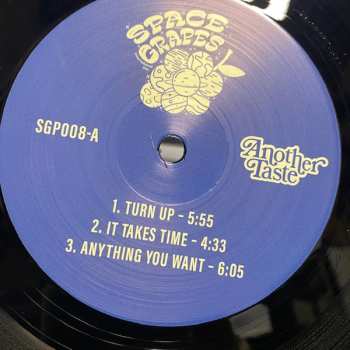 SPACE
GRAPES
SGP008-A
Another
Taste
1. TURN UP - 5:55
2. IT TAKES TIME - 4:33
3. ANYTHING YOU WANT - 6:05